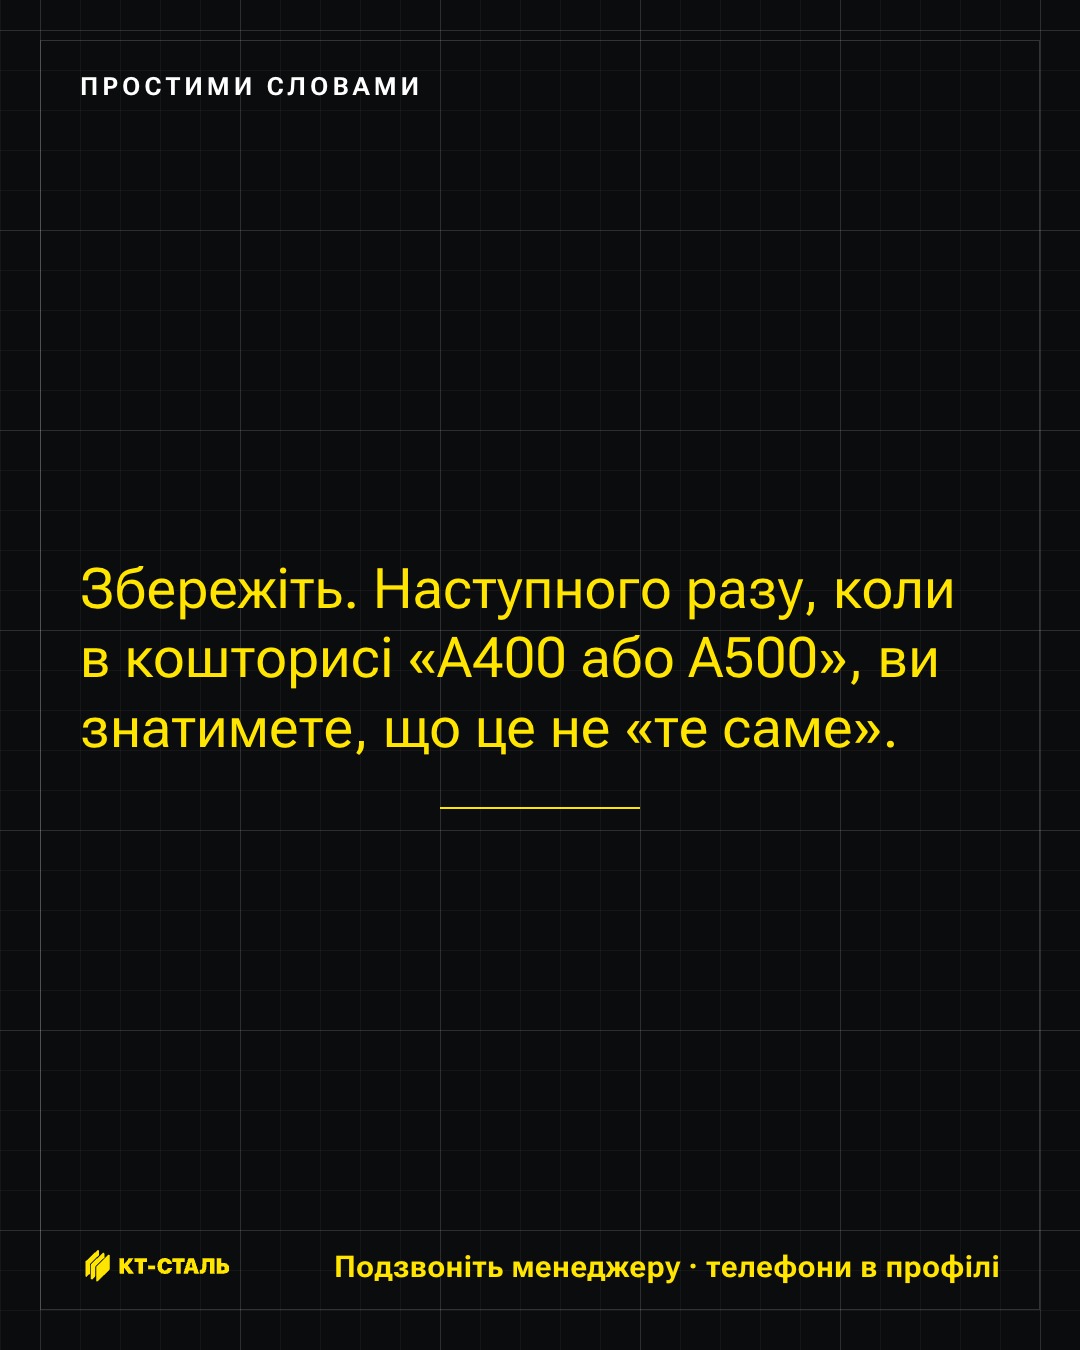 ПРОСТИМИ СЛОВАМИ
Збережіть. Наступного разу, коли
в кошторисі «А400 або А500», ви
знатимете, що це не «те саме».
КТ-СТАЛЬ
Подзвоніть менеджеру · телефони в профілі